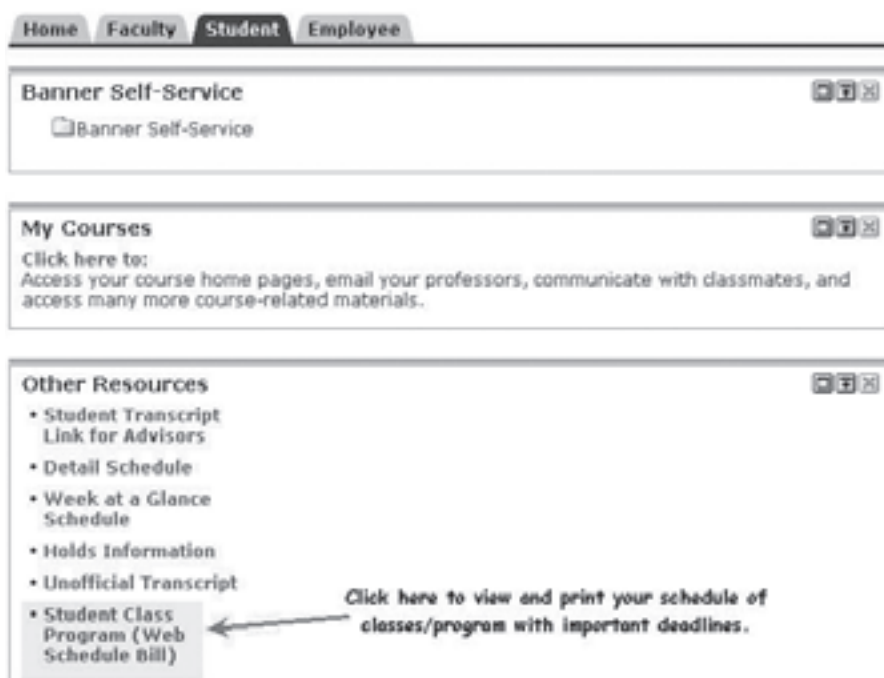 Home Faculty Student Employee
Banner Self-Service
Banner Self-Service
My Courses
Click here to:
Access your course home pages, email your professors, communicate with classmates, and
access many more course-related materials.
Other Resources
• Student Transcript
Link for Advisors
• Detail Schedule
• Week at a Glance
Schedule
• Holds Information
• Unofficial Transcript
• Student Class
Program (Web
Schedule Bill)
Click here to view and print your schedule of
classes/program with important deadlines.